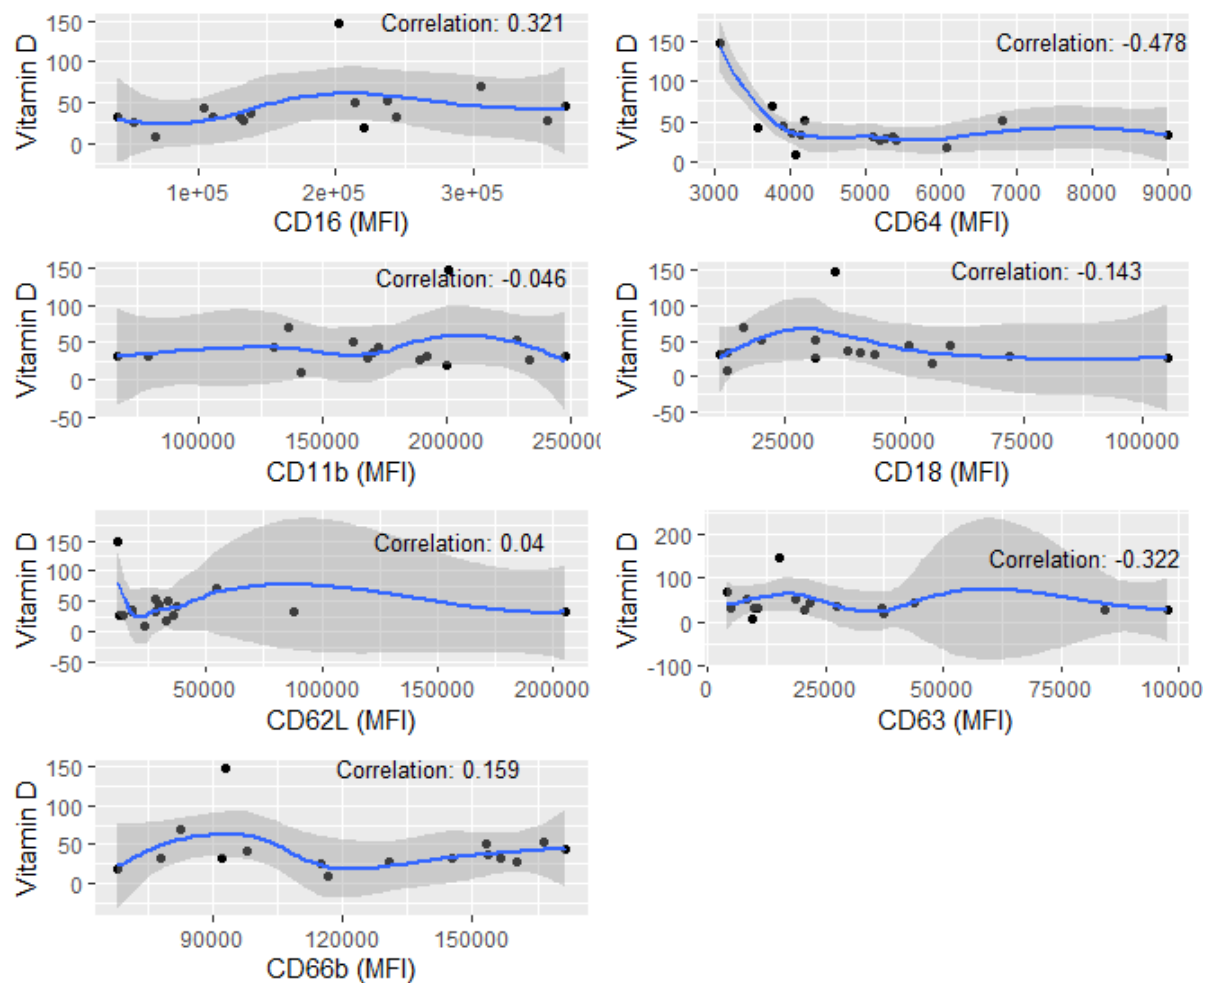 Correlation: 0.321
Vitamin D
150
100
50
0
1e+05 2e+05 3e+05
CD16 (MFI)
Correlation: -0.478
Vitamin D
150
100
50
0
3000 4000 5000 6000 7000 8000 9000
CD64 (MFI)
Correlation: -0.046
Vitamin D
150
100
50
0
-50
100000 150000 200000 25000(
CD11b (MFI)
Correlation: -0.143
Vitamin D
150
100
50
0
-50
25000 50000 75000 100000
CD18 (MFI)
Correlation: 0.04
Vitamin D
150
100
50
0
-50
50000 100000 150000 200000
CD62L (MFI)
Correlation: -0.322
Vitamin D
200
100
0
-100
0 25000 50000 75000 10000
CD63 (MFI)
Correlation: 0.159
Vitamin D
150
100
50
0
90000 120000 150000
CD66b (MFI)